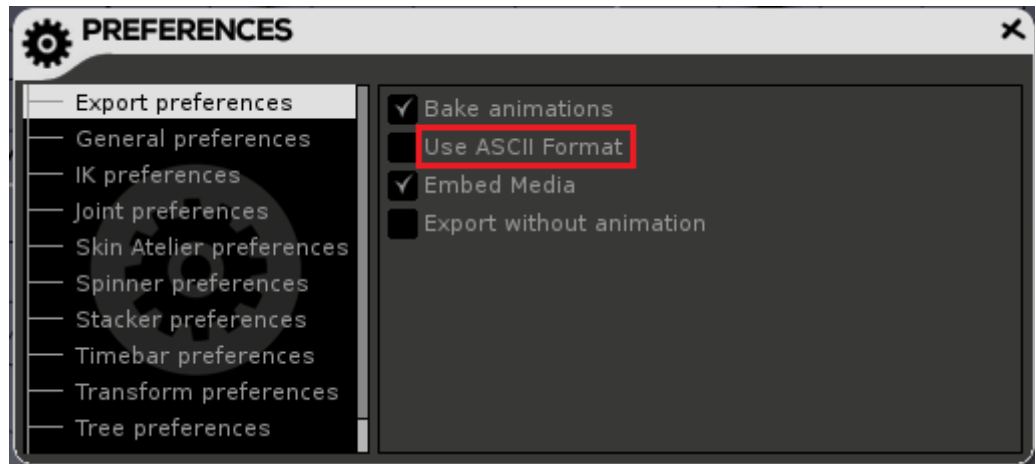 PREFERENCES
Export preferences
General preferences
IK preferences
Joint preferences
Skin Atelier preferences
Spinner preferences
Stacker preferences
Timebar preferences
Transform preferences
Tree preferences
Bake animations
Use ASCII Format
Embed Media
Export without animation